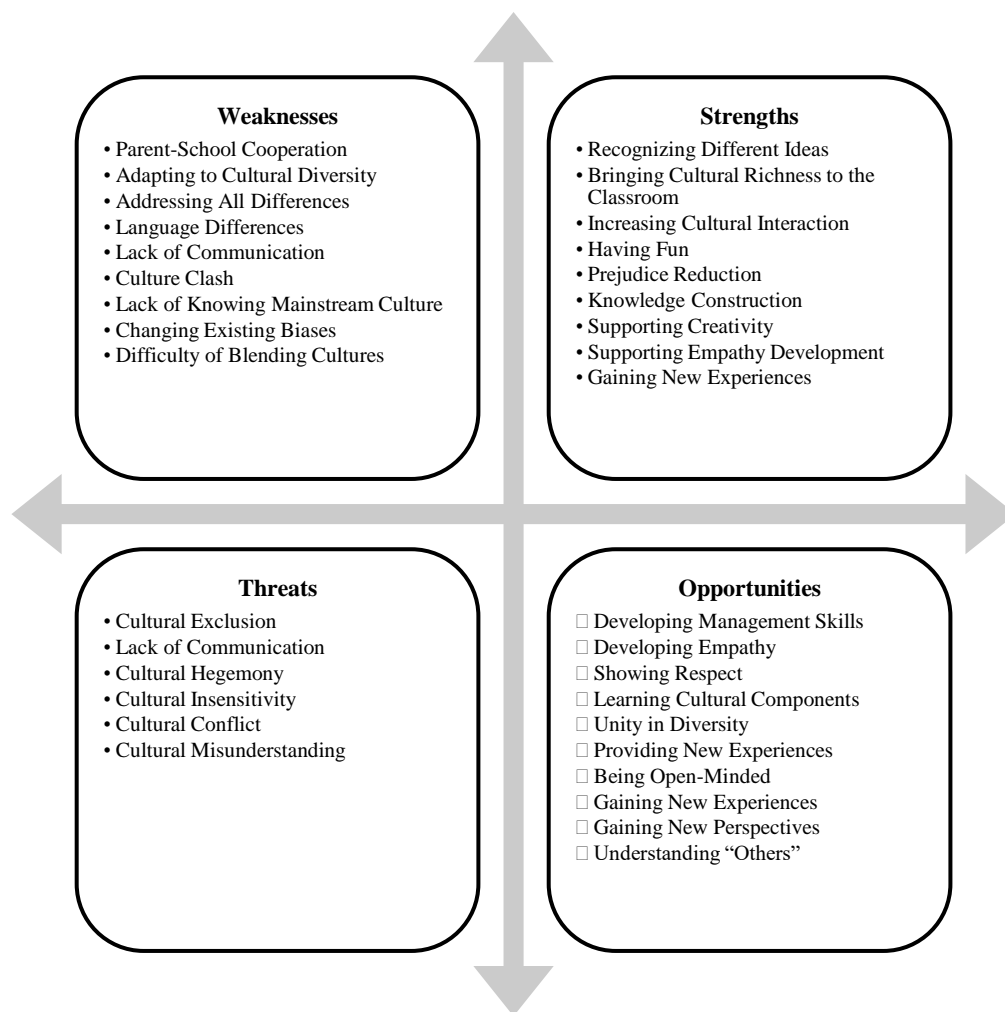 Weaknesses
• Parent-School Cooperation
• Adapting to Cultural Diversity
• Addressing All Differences
• Language Differences
• Lack of Communication
• Culture Clash
• Lack of Knowing Mainstream Culture
• Changing Existing Biases
• Difficulty of Blending Cultures
Strengths
• Recognizing Different Ideas
• Bringing Cultural Richness to the
Classroom
• Increasing Cultural Interaction
• Having Fun
• Prejudice Reduction
• Knowledge Construction
• Supporting Creativity
• Supporting Empathy Development
• Gaining New Experiences
Threats
• Cultural Exclusion
• Lack of Communication
• Cultural Hegemony
• Cultural Insensitivity
• Cultural Conflict
• Cultural Misunderstanding
Opportunities
□ Developing Management Skills
□ Developing Empathy
□ Showing Respect
□ Learning Cultural Components
□ Unity in Diversity
□ Providing New Experiences
□ Being Open-Minded
□ Gaining New Experiences
□ Gaining New Perspectives
□ Understanding “Others”